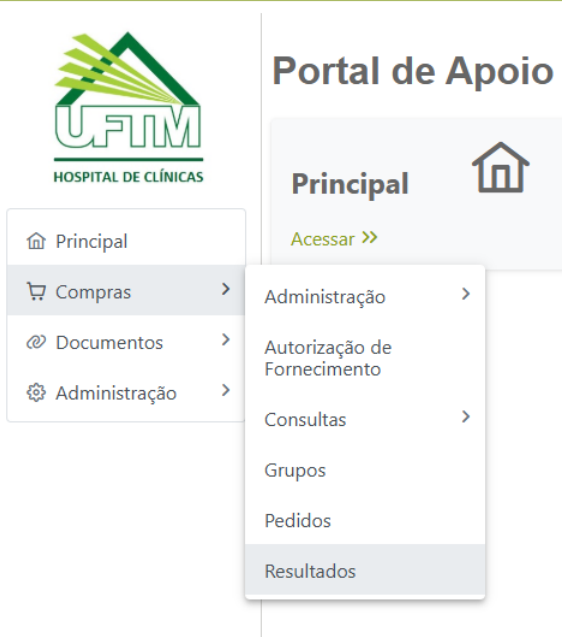 UFTM
HOSPITAL DE CLÍNICAS
Portal de Apoio
Principal
Acessar >>
Principal
Compras
Documentos
Administração
Administração
Autorização de
Fornecimento
Consultas
Grupos
Pedidos
Resultados